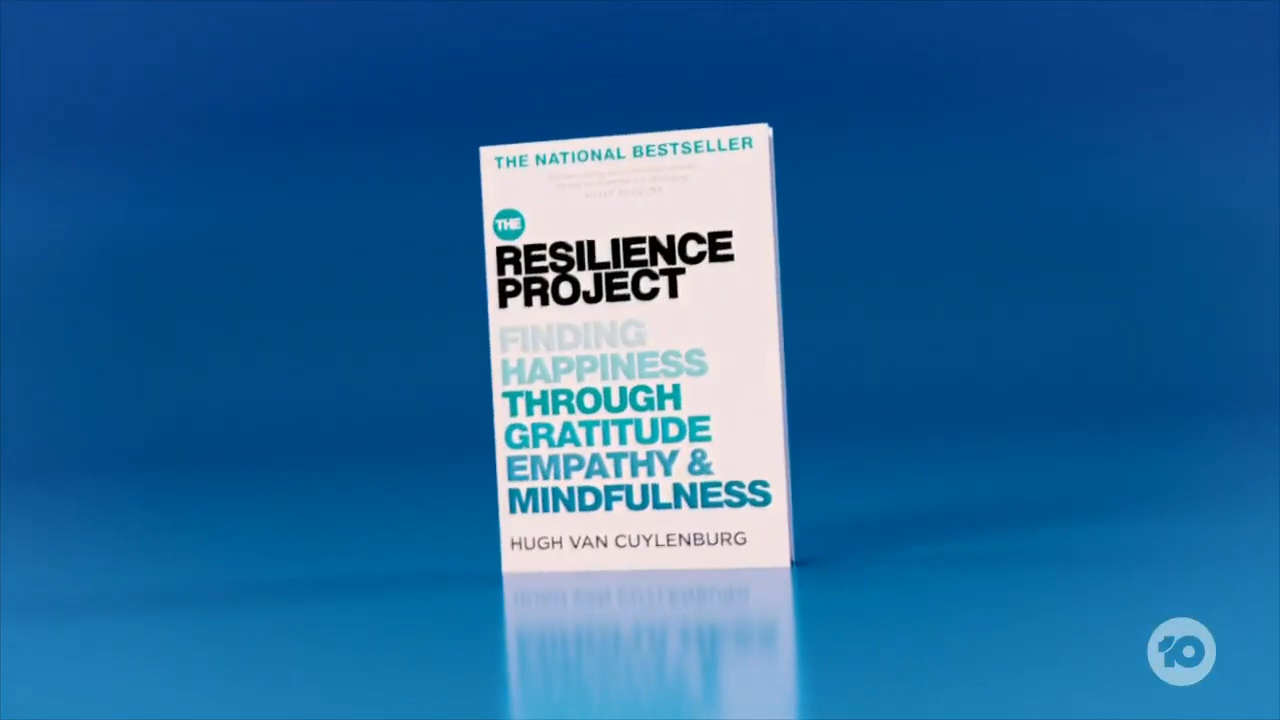 THE NATIONAL BESTSELLER
THE
RESILIENCE
PROJECT
FINDING
HAPPINESS
THROUGH
GRATITUDE
EMPATHY &
MINDFULNESS
HUGH VAN CUYLENBURG
10